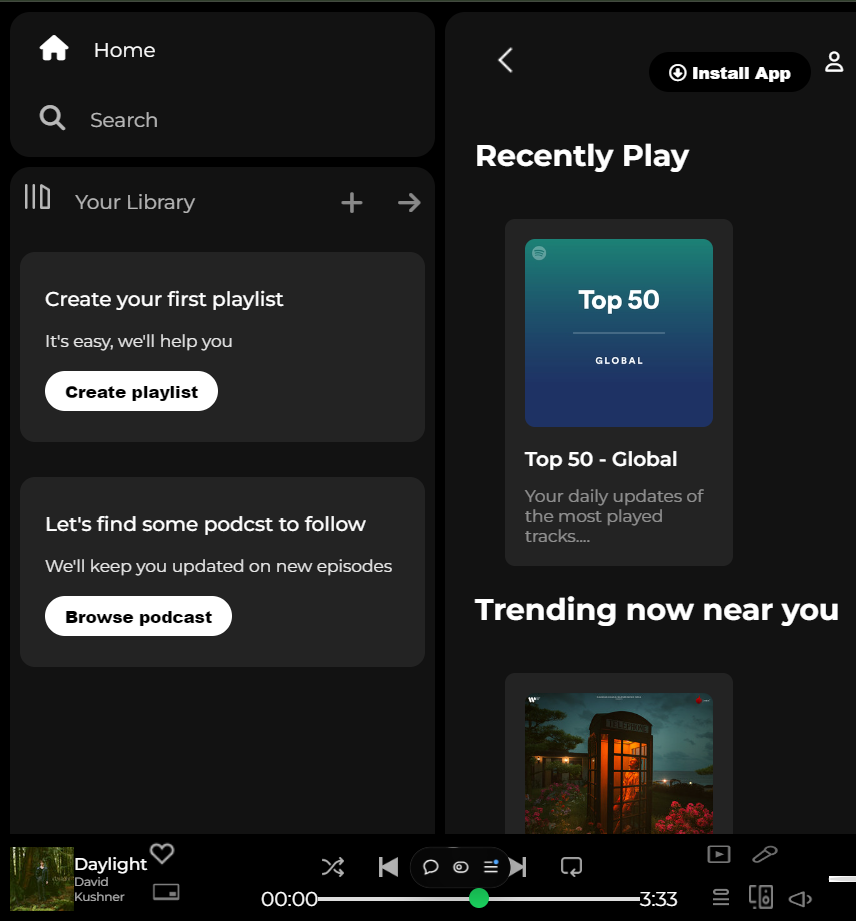 Home
Search
Your Library
Create your first playlist
It's easy, we'll help you
Create playlist
Let's find some podcst to follow
We'll keep you updated on new episodes
Browse podcast
Install App
Recently Play
Top 50
GLOBAL
Top 50 - Global
Your daily updates of
the most played
tracks....
Trending now near you
Daylight
David
Kushner
00:00
3:33